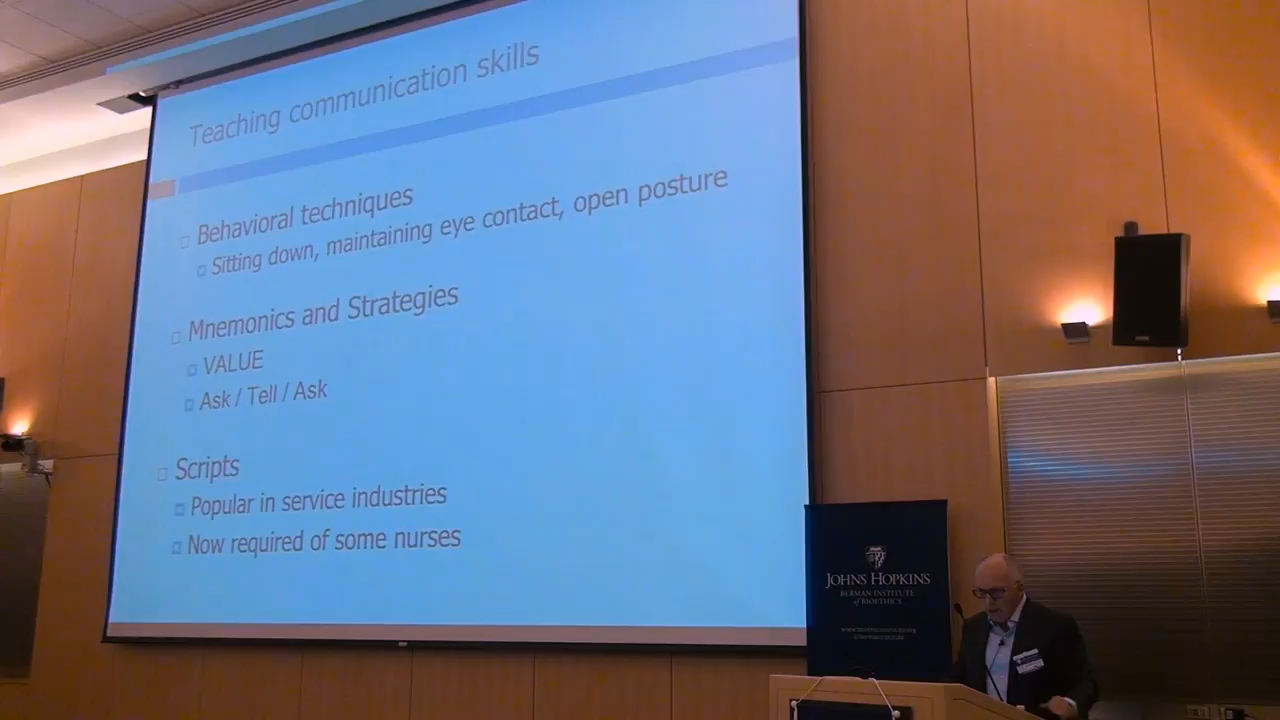 Teaching communication skills
Behavioral techniques
Sitting down, maintaining eye contact, open posture
Mnemonics and Strategies
VALUE
Ask / Tell / Ask
Scripts
Popular in service industries
Now required of some nurses
JOHNS HOPKINS
BERMAN INSTITUTE
of BIOETHICS